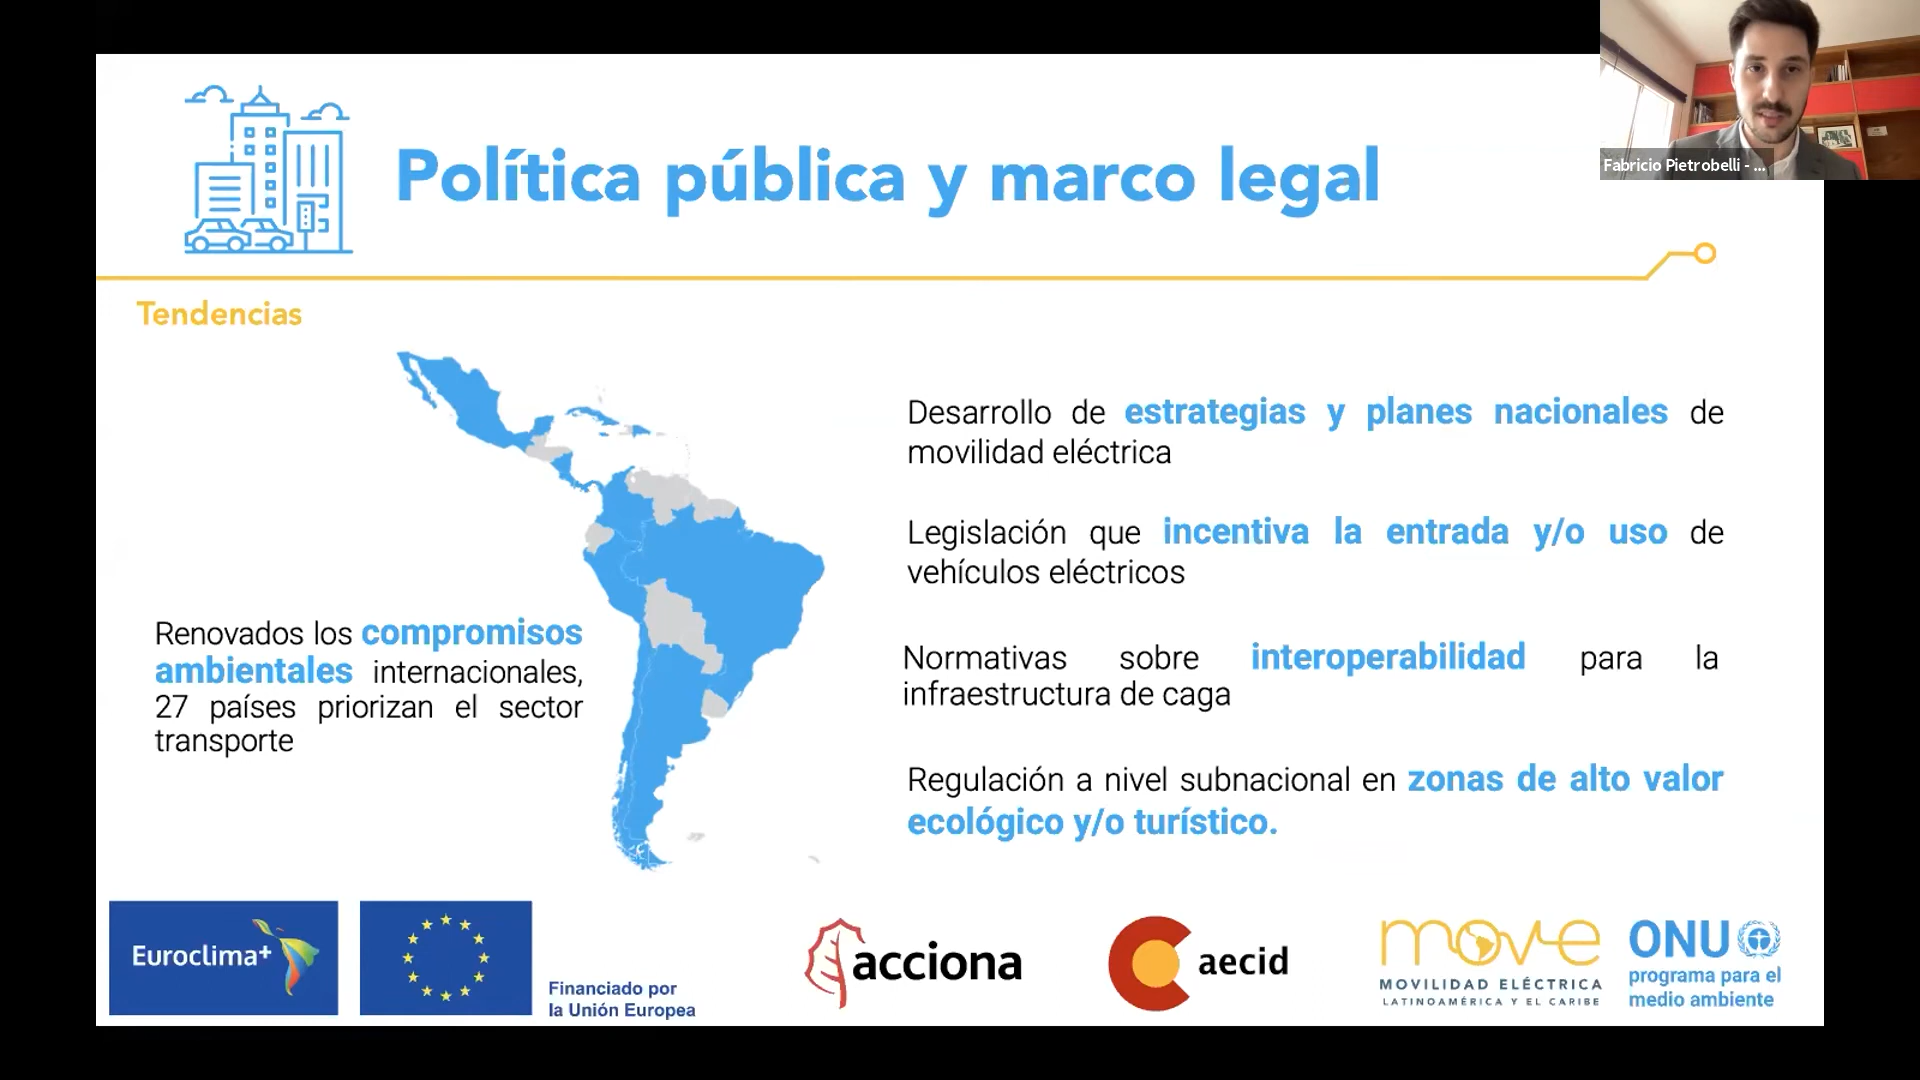 Fabricio Pietrobelli - ...
Política pública y marco legal
Tendencias
Renovados los compromisos
ambientales internacionales,
27 países priorizan el sector
transporte
Desarrollo de estrategias y planes nacionales de
movilidad eléctrica
Legislación que incentiva la entrada y/o uso de
vehículos eléctricos
Normativas sobre interoperabilidad para la
infraestructura de caga
Regulación a nivel subnacional en zonas de alto valor
ecológico y/o turístico.
Euroclima+
Financiado por
la Unión Europea
acciona
aecid
move
MOVILIDAD ELÉCTRICA
LATINOAMÉRICA Y EL CARIBE
ONU
programa para el
medio ambiente